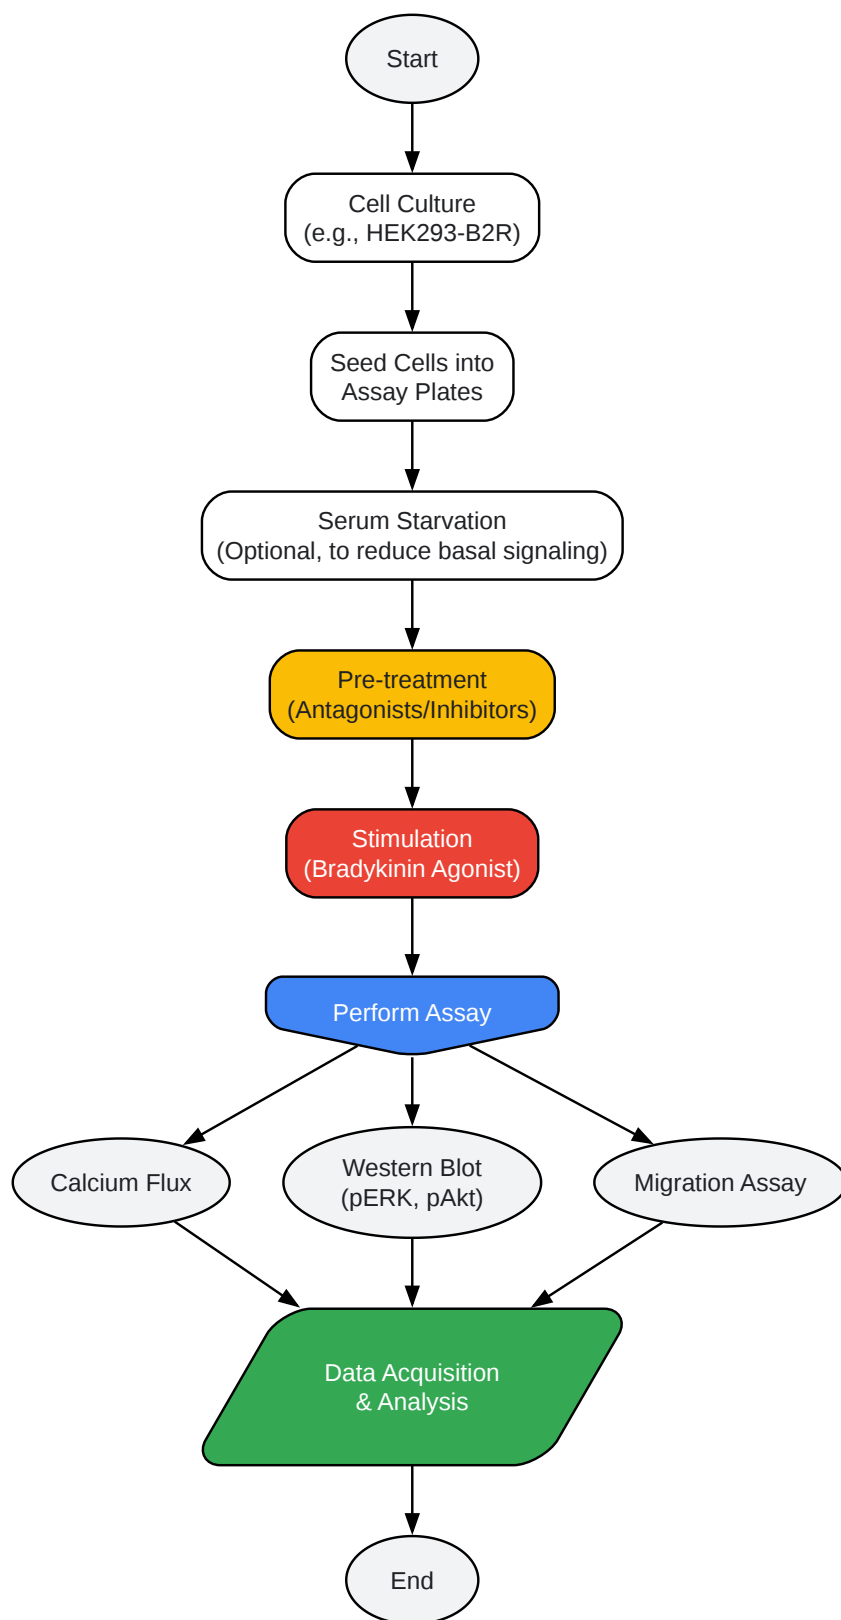 Start
Cell Culture
(e.g., HEK293-B2R)
Seed Cells into
Assay Plates
Serum Starvation
(Optional, to reduce basal signaling)
Pre-treatment
(Antagonists/Inhibitors)
Stimulation
(Bradykinin Agonist)
Perform Assay
Calcium Flux
Western Blot
(pERK, pAkt)
Migration Assay
Data Acquisition
& Analysis
End